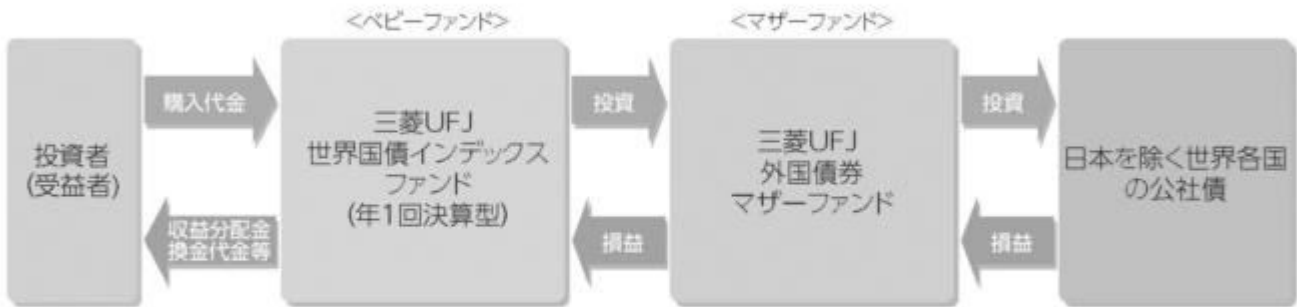 <ベビーファンド>
<マザーファンド>
投資者
(受益者)
購入代金
収益分配金
換金代金等
三菱UFJ
世界国債インデックス
ファンド
(年1回決算型)
投資
損益
三菱UFJ
外国債券
マザーファンド
投資
損益
日本を除く世界各国
の公社債